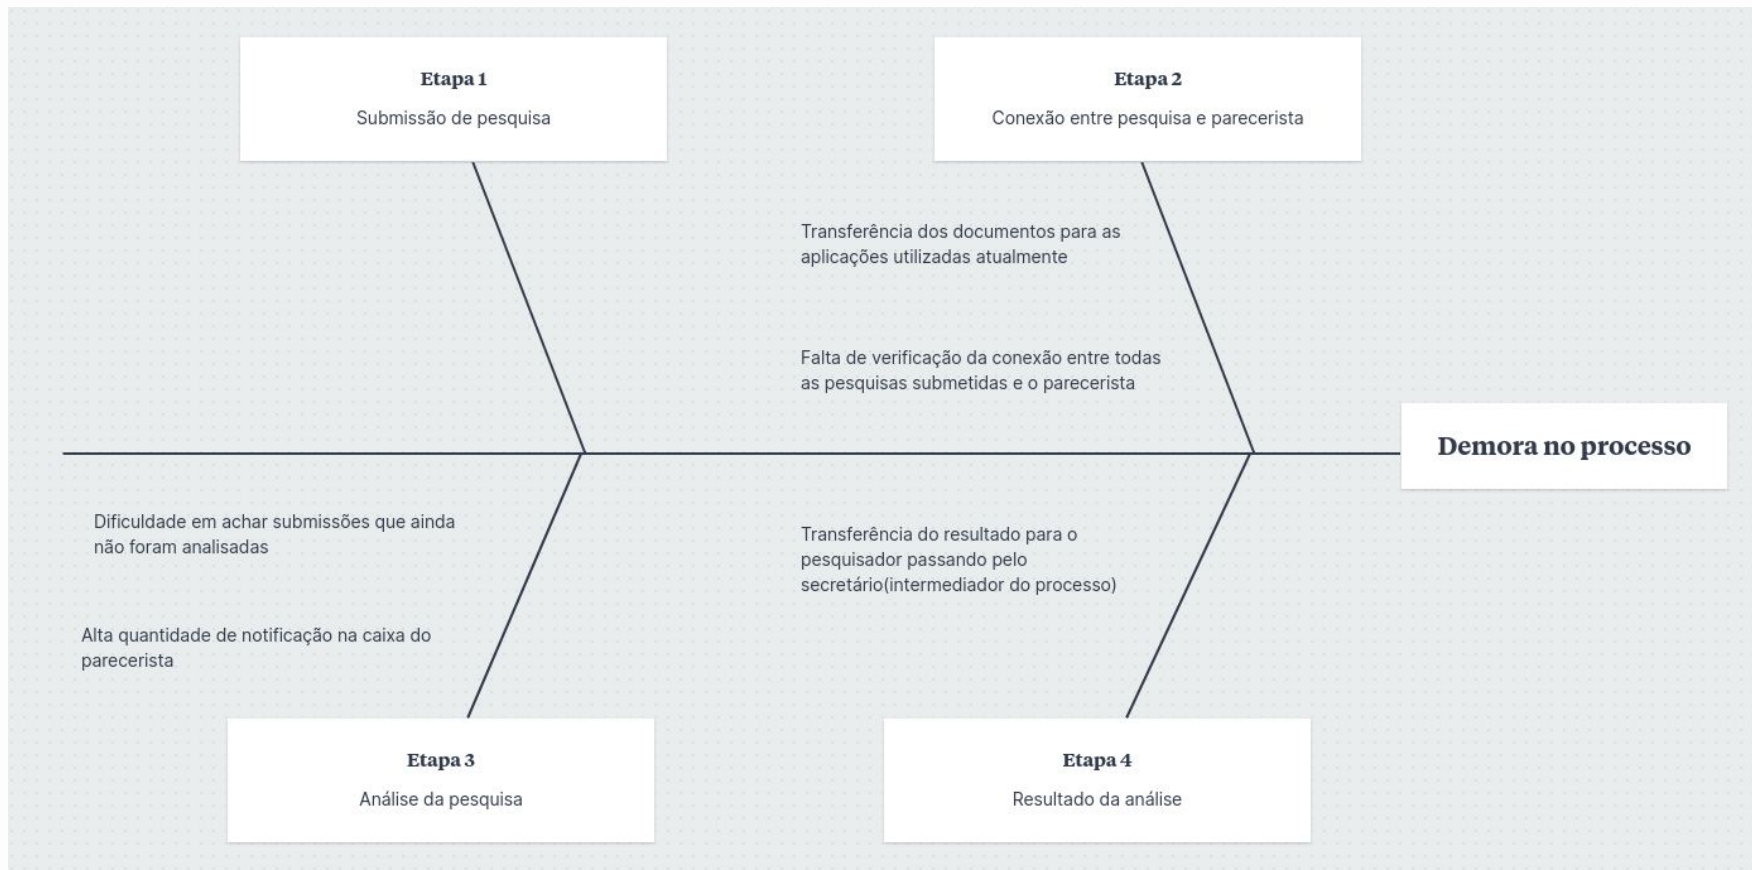 Etapa 1
Submissão de pesquisa
Etapa 2
Conexão entre pesquisa e parecerista
Transferência dos documentos para as
aplicações utilizadas atualmente
Falta de verificação da conexão entre todas
as pesquisas submetidas e o parecerista
Demora no processo
Dificuldade em achar submissões que ainda
não foram analisadas
Alta quantidade de notificação na caixa do
parecerista
Transferência do resultado para o
pesquisador passando pelo
secretário(intermediador do processo)
Etapa 3
Análise da pesquisa
Etapa 4
Resultado da análise